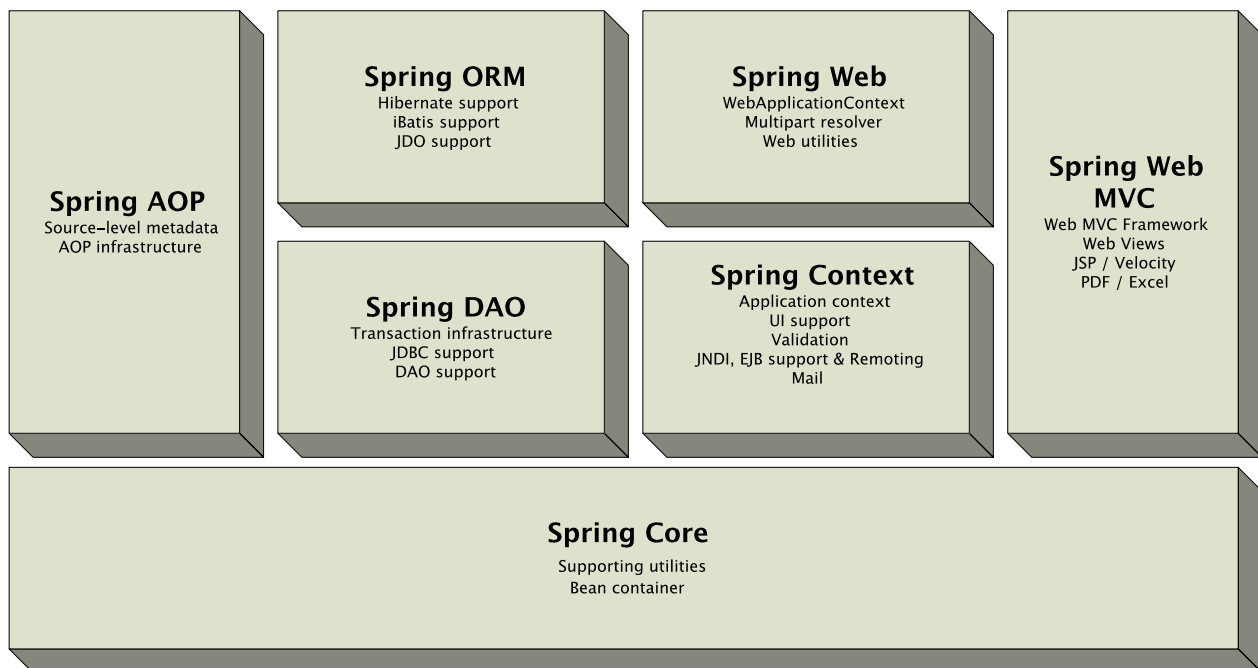 Spring AOP
Source-level metadata
AOP infrastructure
Spring ORM
Hibernate support
iBatis support
JDO support
Spring Web
WebApplicationContext
Multipart resolver
Web utilities
Spring Web
MVC
Web MVC Framework
Web Views
JSP / Velocity
PDF / Excel
Spring DAO
Transaction infrastructure
JDBC support
DAO support
Spring Context
Application context
UI support
Validation
JNDI, EJB support & Remoting
Mail
Spring Core
Supporting utilities
Bean container